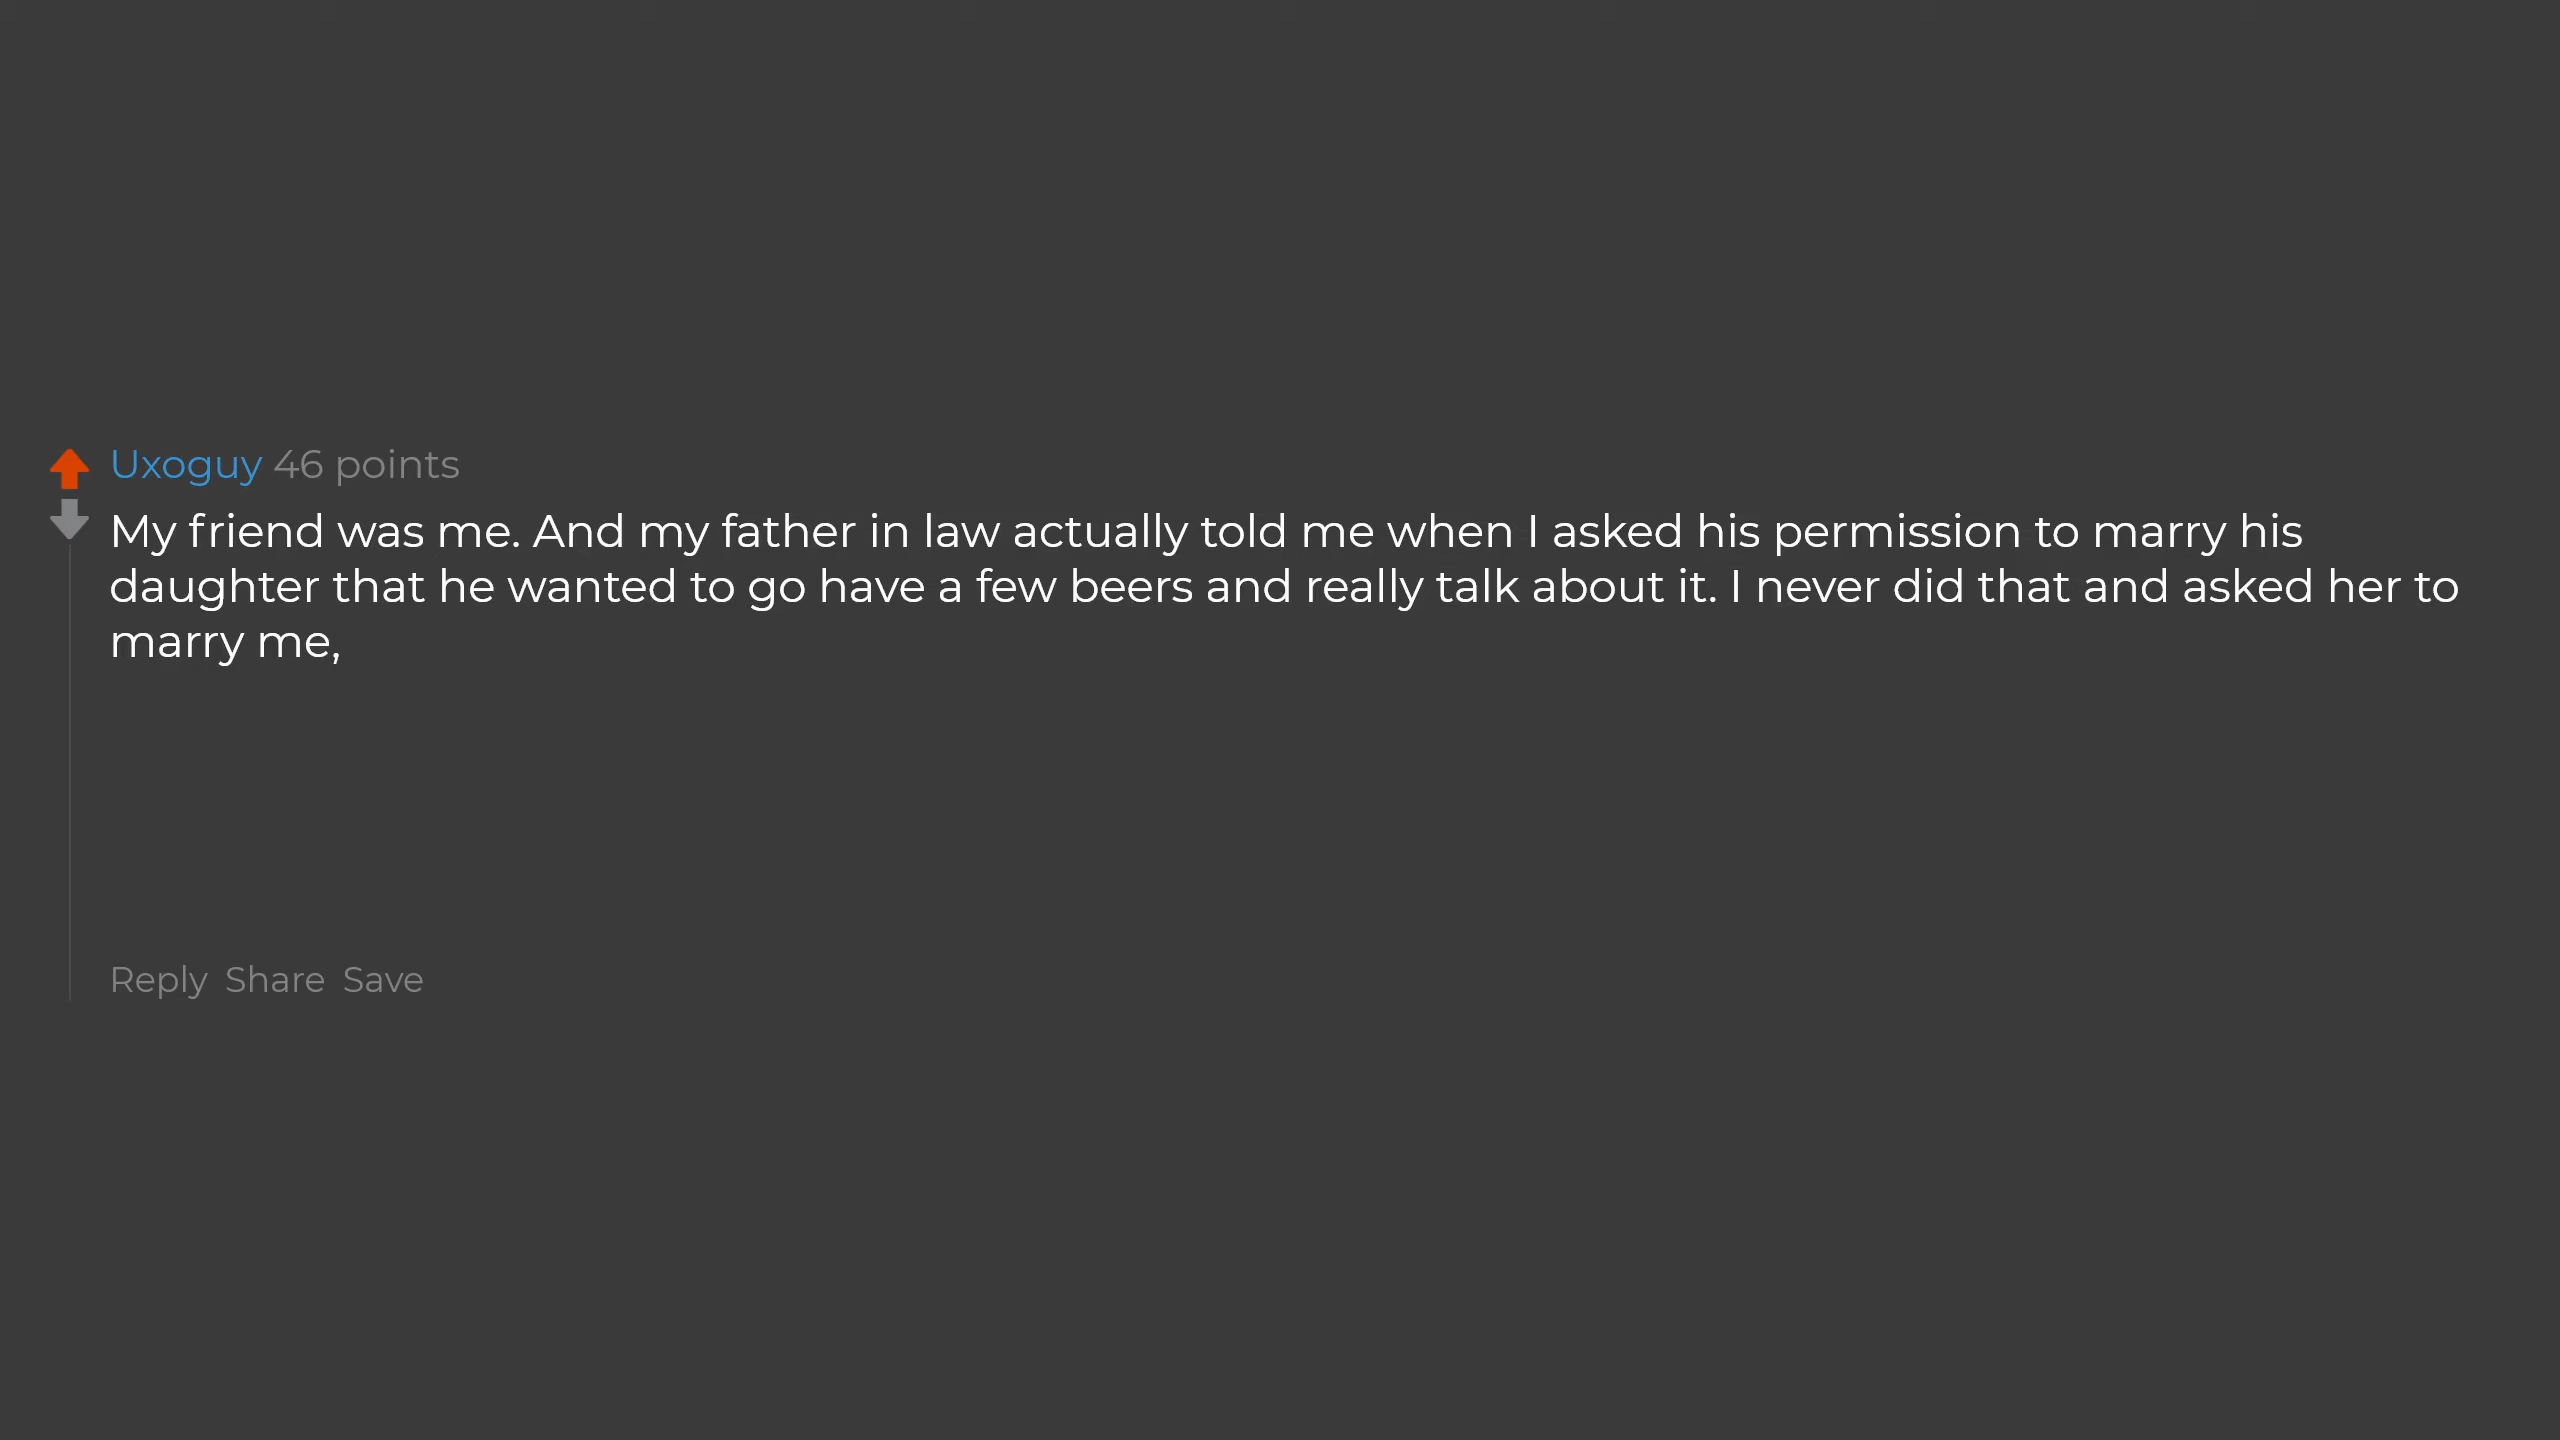 Uxoguy 46 points
My friend was me. And my father in law actually told me when I asked his permission to marry his
daughter that he wanted to go have a few beers and really talk about it. I never did that and asked her to
marry me,
Reply Share Save